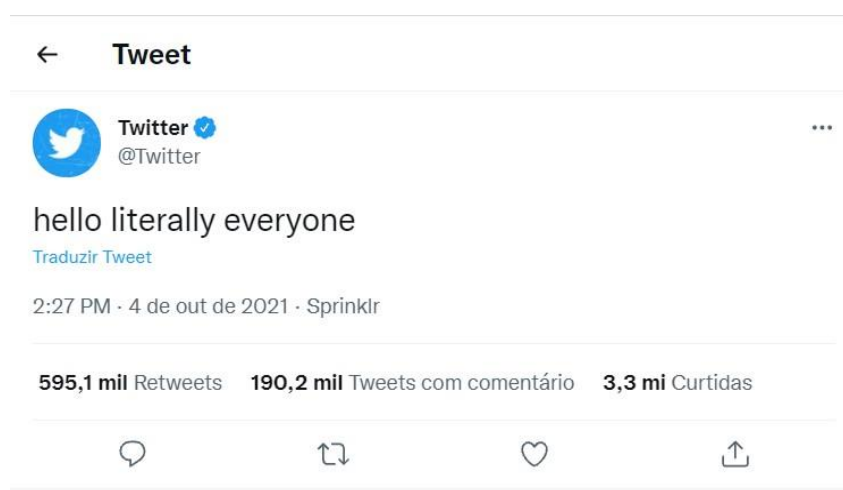 Tweet
Twitter
@Twitter
hello literally everyone
Traduzir Tweet
2:27 PM · 4 de out de 2021 · Sprinklr
595,1 mil Retweets 190,2 mil Tweets com comentário 3,3 mi Curtidas